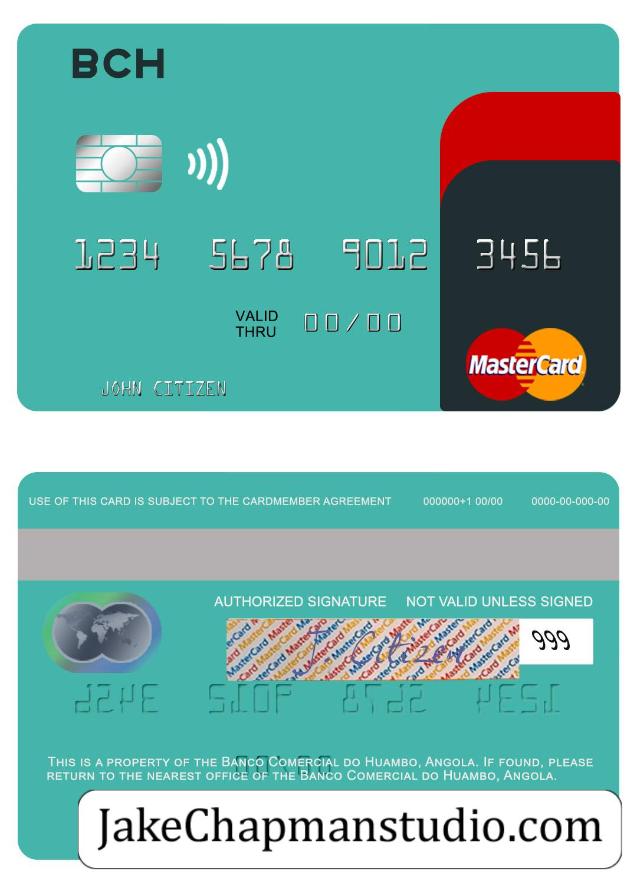 BCH
1234 5678 9012 3456
VALID
THRU 00/00
MasterCard
JOHN CITIZEN
USE OF THIS CARD IS SUBJECT TO THE CARDMEMBER AGREEMENT 000000+1 00/00 0000-00-000-00
AUTHORIZED SIGNATURE NOT VALID UNLESS SIGNED
J. Citizen 999
THIS IS A PROPERTY OF THE BANCO COMERCIAL DO HUAMBO, ANGOLA. IF FOUND, PLEASE
RETURN TO THE NEAREST OFFICE OF THE BANCO COMERCIAL DO HUAMBO, ANGOLA.
JakeChapmanstudio.com